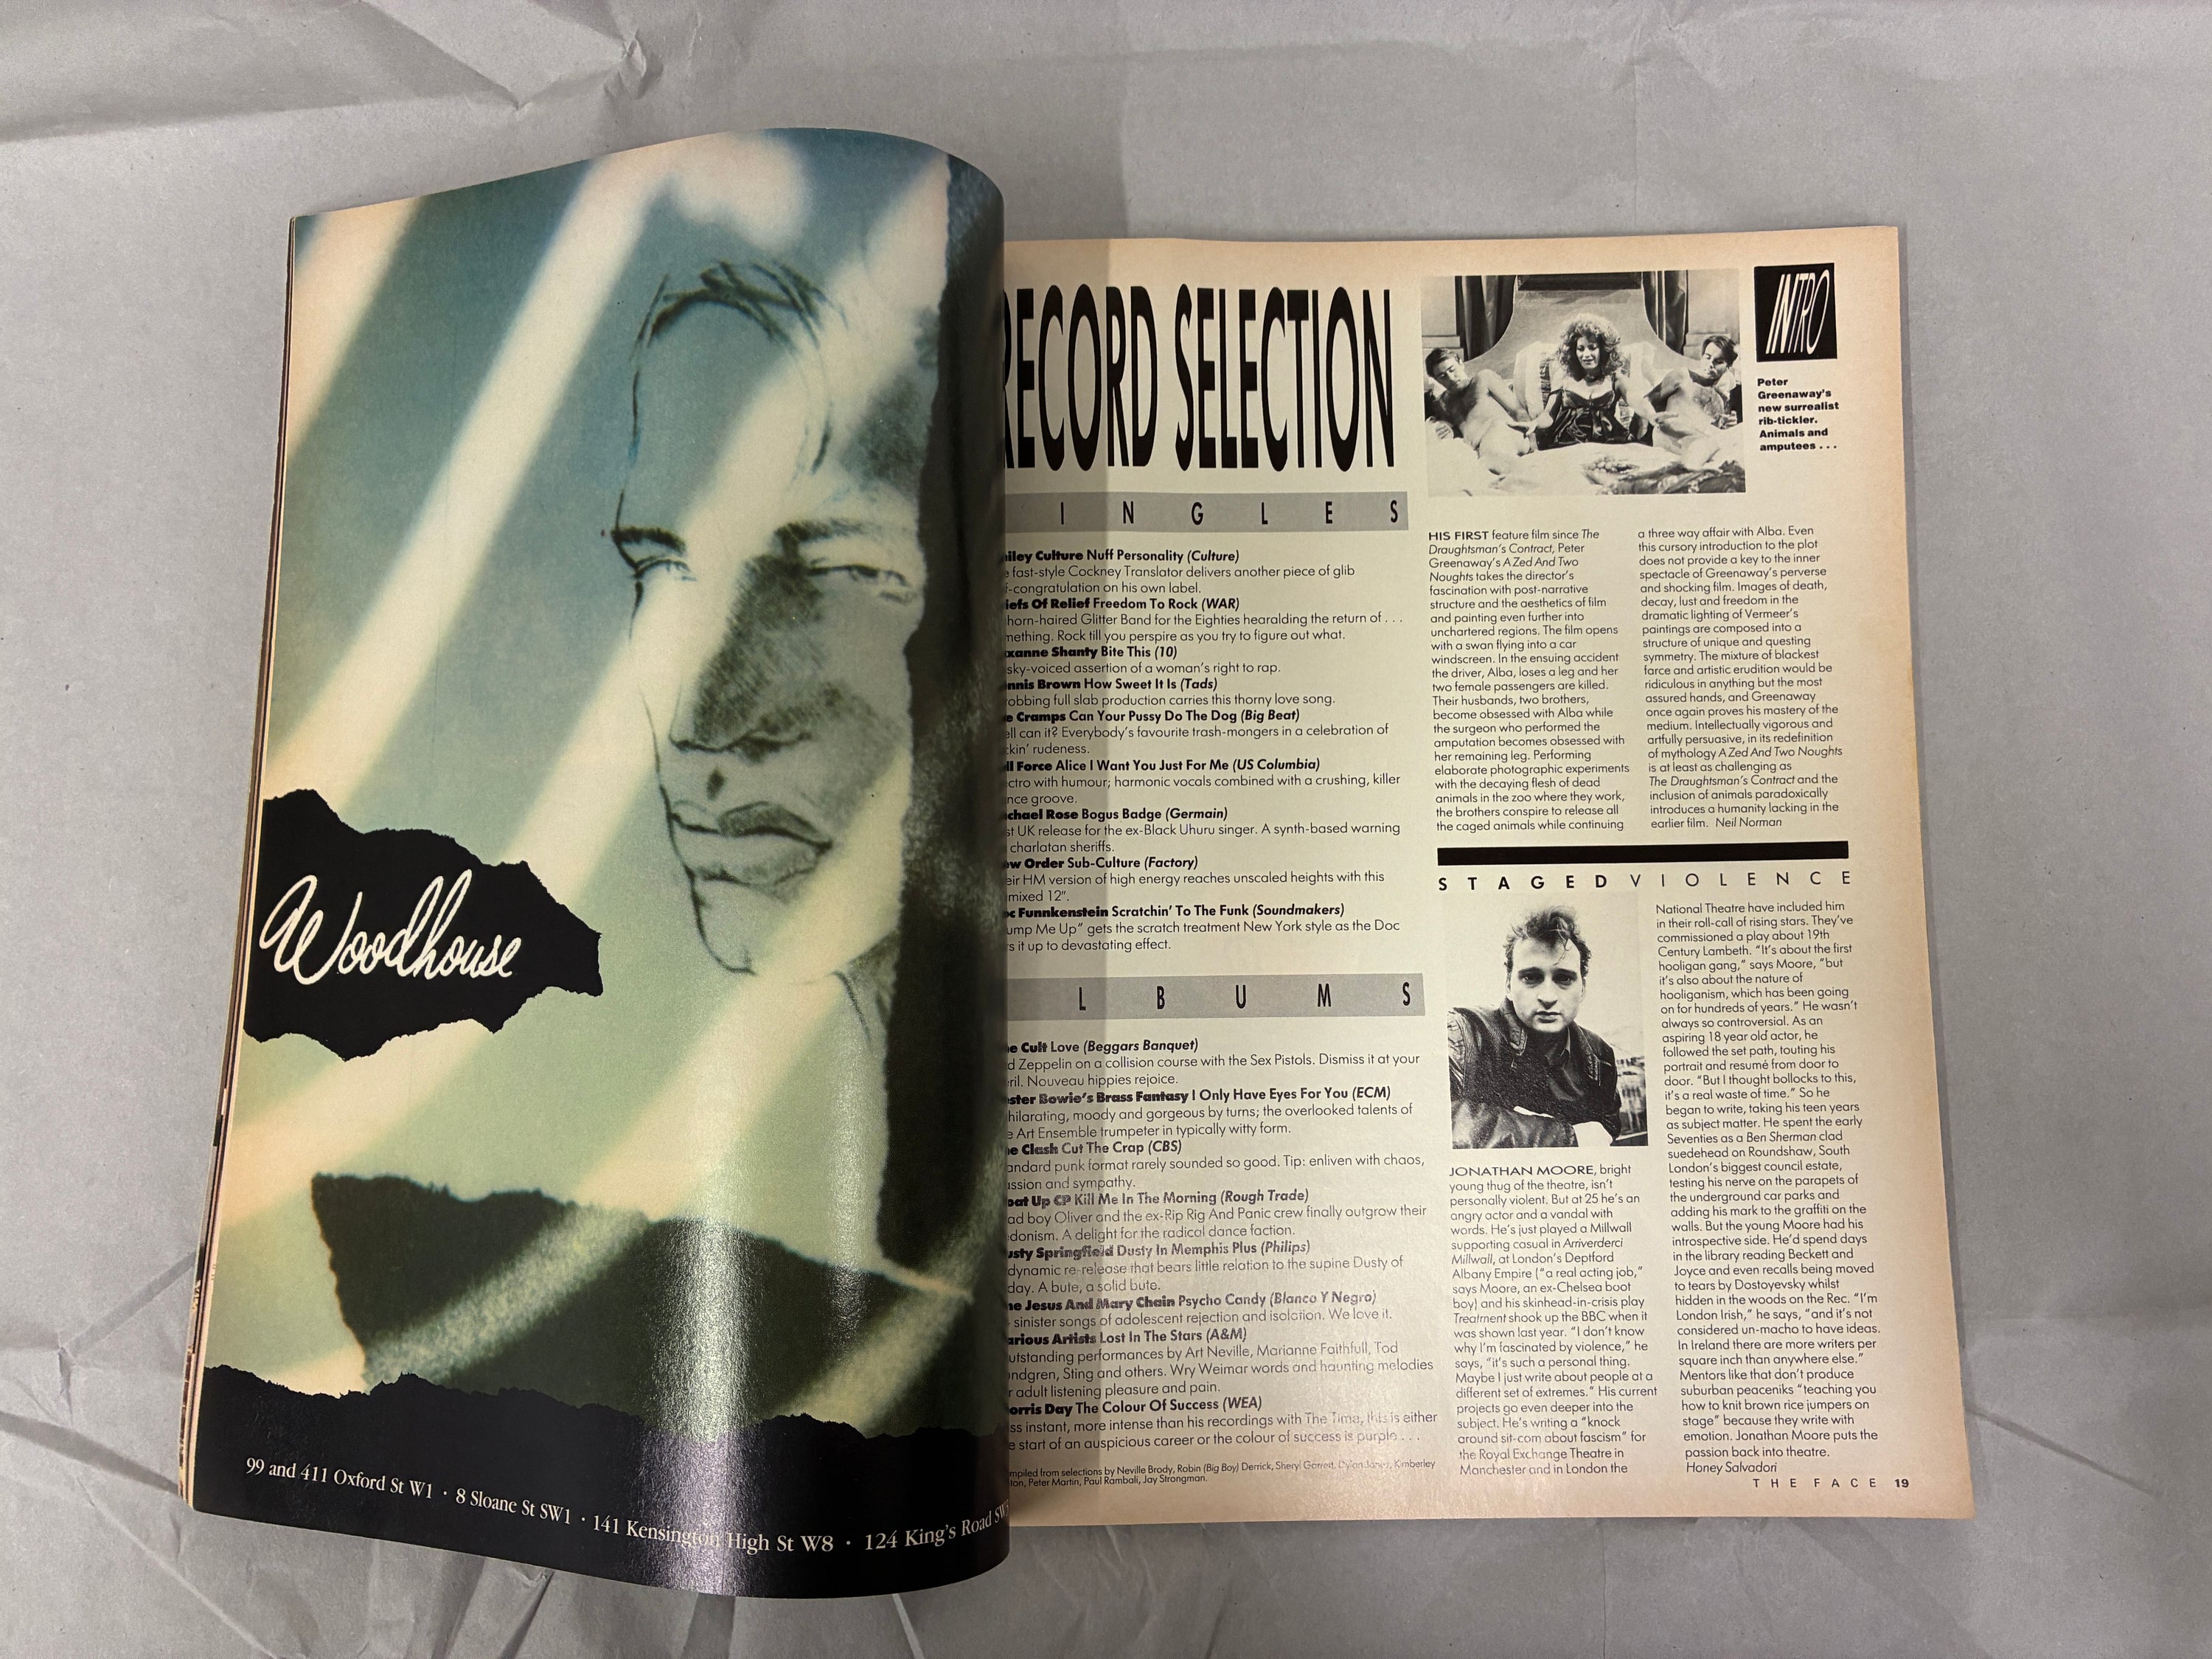 Woodhouse
99 and 411 Oxford St W1 · 8 Sloane St SW1 · 141 Kensington High St W8 · 124 King's Road SW
RECORD SELECTION
I N G L E S
iley Culture Nuff Personality (Culture)
fast-style Cockney Translator delivers another piece of glib
f-congratulation on his own label.
iefs Of Relief Freedom To Rock (WAR)
horn-haired Glitter Band for the Eighties hearalding the return of . . .
mething. Rock till you perspire as you try to figure out what.
xanne Shanty Bite This (10)
sky-voiced assertion of a woman's right to rap.
nnis Brown How Sweet It Is (Tads)
robbing full slab production carries this thorny love song.
e Cramps Can Your Pussy Do The Dog (Big Beat)
ell can it? Everybody's favourite trash-mongers in a celebration of
kin' rudeness.
ll Force Alice I Want You Just For Me (US Columbia)
ctro with humour; harmonic vocals combined with a crushing, killer
nce groove.
chael Rose Bogus Badge (Germain)
st UK release for the ex-Black Uhuru singer. A synth-based warning
charlatan sheriffs.
ew Order Sub-Culture (Factory)
eir HM version of high energy reaches unscaled heights with this
mixed 12".
oc Funnkenstein Scratchin' To The Funk (Soundmakers)
ump Me Up" gets the scratch treatment New York style as the Doc
s it up to devastating effect.
L B U M S
e Cult Love (Beggars Banquet)
d Zeppelin on a collision course with the Sex Pistols. Dismiss it at your
ril. Nouveau hippies rejoice.
ster Bowie's Brass Fantasy I Only Have Eyes For You (ECM)
hilarating, moody and gorgeous by turns; the overlooked talents of
e Art Ensemble trumpeter in typically witty form.
e Clash Cut The Crap (CBS)
andard punk format rarely sounded so good. Tip: enliven with chaos,
assion and sympathy.
oat Up CP Kill Me In The Morning (Rough Trade)
ad boy Oliver and the ex-Rip Rig And Panic crew finally outgrow their
donism. A delight for the radical dance faction.
usty Springfield Dusty In Memphis Plus (Philips)
dynamic re-release that bears little relation to the supine Dusty of
day. A bute, a solid bute.
he Jesus And Mary Chain Psycho Candy (Blanco Y Negro)
sinister songs of adolescent rejection and isolation. We love it.
arious Artists Lost In The Stars (A&M)
utstanding performances by Art Neville, Marianne Faithfull, Tod
ndgren, Sting and others. Wry Weimar words and haunting melodies
r adult listening pleasure and pain.
orris Day The Colour Of Success (WEA)
ss instant, more intense than his recordings with The Time, this is either
e start of an auspicious career or the colour of success is purple . . .
mpiled from selections by Neville Brody, Robin (Big Boy) Derrick, Sheryl Garratt, Dylan Jones, Kimberley
ton, Peter Martin, Paul Rambali, Jay Strongman.
INTRO
Peter
Greenaway's
new surrealist
rib-tickler.
Animals and
amputees . . .
HIS FIRST feature film since The
Draughtsman's Contract, Peter
Greenaway's A Zed And Two
Noughts takes the director's
fascination with post-narrative
structure and the aesthetics of film
and painting even further into
unchartered regions. The film opens
with a swan flying into a car
windscreen. In the ensuing accident
the driver, Alba, loses a leg and her
two female passengers are killed.
Their husbands, two brothers,
become obsessed with Alba while
the surgeon who performed the
amputation becomes obsessed with
her remaining leg. Performing
elaborate photographic experiments
with the decaying flesh of dead
animals in the zoo where they work,
the brothers conspire to release all
the caged animals while continuing
a three way affair with Alba. Even
this cursory introduction to the plot
does not provide a key to the inner
spectacle of Greenaway's perverse
and shocking film. Images of death,
decay, lust and freedom in the
dramatic lighting of Vermeer's
paintings are composed into a
structure of unique and questing
symmetry. The mixture of blackest
farce and artistic erudition would be
ridiculous in anything but the most
assured hands, and Greenaway
once again proves his mastery of the
medium. Intellectually vigorous and
artfully persuasive, in its redefinition
of mythology A Zed And Two Noughts
is at least as challenging as
The Draughtsman's Contract and the
inclusion of animals paradoxically
introduces a humanity lacking in the
earlier film. Neil Norman
STAGED VIOLENCE
JONATHAN MOORE, bright
young thug of the theatre, isn't
personally violent. But at 25 he's an
angry actor and a vandal with
words. He's just played a Millwall
supporting casual in Arriverderci
Millwall, at London's Deptford
Albany Empire ("a real acting job,"
says Moore, an ex-Chelsea boot
boy) and his skinhead-in-crisis play
Treatment shook up the BBC when it
was shown last year. "I don't know
why I'm fascinated by violence," he
says, "it's such a personal thing.
Maybe I just write about people at a
different set of extremes." His current
projects go even deeper into the
subject. He's writing a "knock
around sit-com about fascism" for
the Royal Exchange Theatre in
Manchester and in London the
National Theatre have included him
in their roll-call of rising stars. They've
commissioned a play about 19th
Century Lambeth. "It's about the first
hooligan gang," says Moore, "but
it's also about the nature of
hooliganism, which has been going
on for hundreds of years." He wasn't
always so controversial. As an
aspiring 18 year old actor, he
followed the set path, touting his
portrait and resumé from door to
door. "But I thought bollocks to this,
it's a real waste of time." So he
began to write, taking his teen years
as subject matter. He spent the early
Seventies as a Ben Sherman clad
suedehead on Roundshaw, South
London's biggest council estate,
testing his nerve on the parapets of
the underground car parks and
adding his mark to the graffiti on the
walls. But the young Moore had his
introspective side. He'd spend days
in the library reading Beckett and
Joyce and even recalls being moved
to tears by Dostoyevsky whilst
hidden in the woods on the Rec. "I'm
London Irish," he says, "and it's not
considered un-macho to have ideas.
In Ireland there are more writers per
square inch than anywhere else."
Mentors like that don't produce
suburban peaceniks "teaching you
how to knit brown rice jumpers on
stage" because they write with
emotion. Jonathan Moore puts the
passion back into theatre.
Honey Salvadori
THE FACE 19